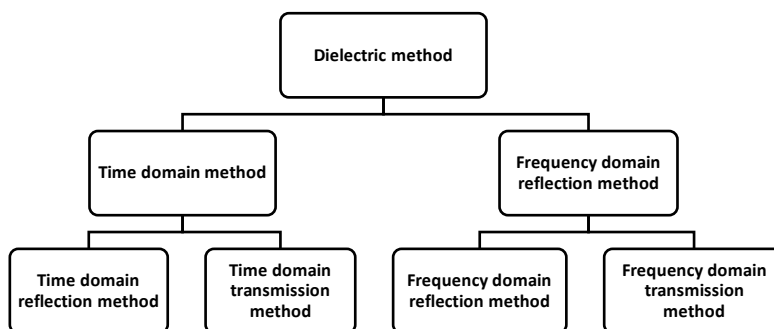 Dielectric method
Time domain method
Frequency domain
reflection method
Time domain
reflection method
Time domain
transmission
method
Frequency domain
reflection method
Frequency domain
transmission
method